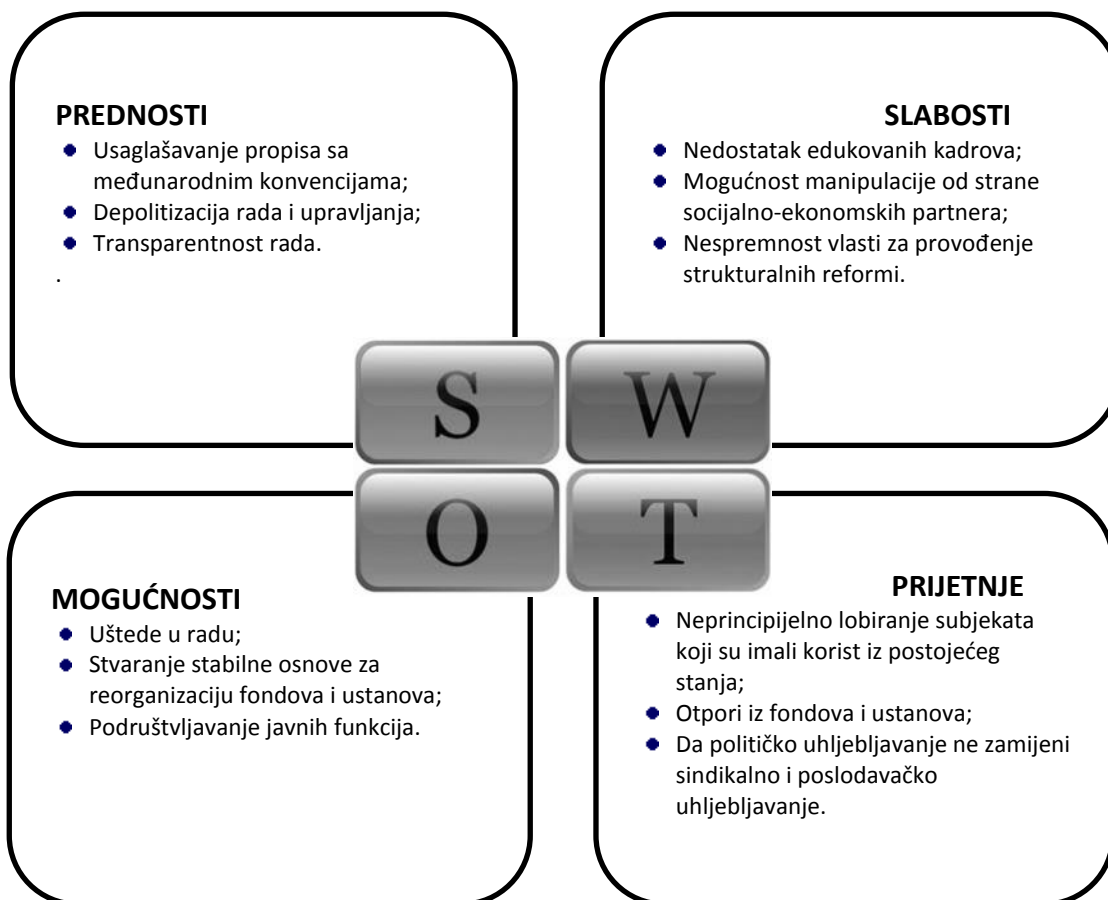 PREDNOSTI
Usaglašavanje propisa sa
međunarodnim konvencijama;
Depolitizacija rada i upravljanja;
Transparentnost rada.
.
SLABOSTI
Nedostatak edukovanih kadrova;
Mogućnost manipulacije od strane
socijalno-ekonomskih partnera;
Nespremnost vlasti za provođenje
strukturalnih reformi.
S
W
O
T
MOGUĆNOSTI
Uštede u radu;
Stvaranje stabilne osnove za
reorganizaciju fondova i ustanova;
Podruštvljavanje javnih funkcija.
PRIJETNJE
Neprincipijelno lobiranje subjekata
koji su imali korist iz postojećeg
stanja;
Otpori iz fondova i ustanova;
Da političko uhljebljavanje ne zamijeni
sindikalno i poslodavačko
uhljebljavanje.